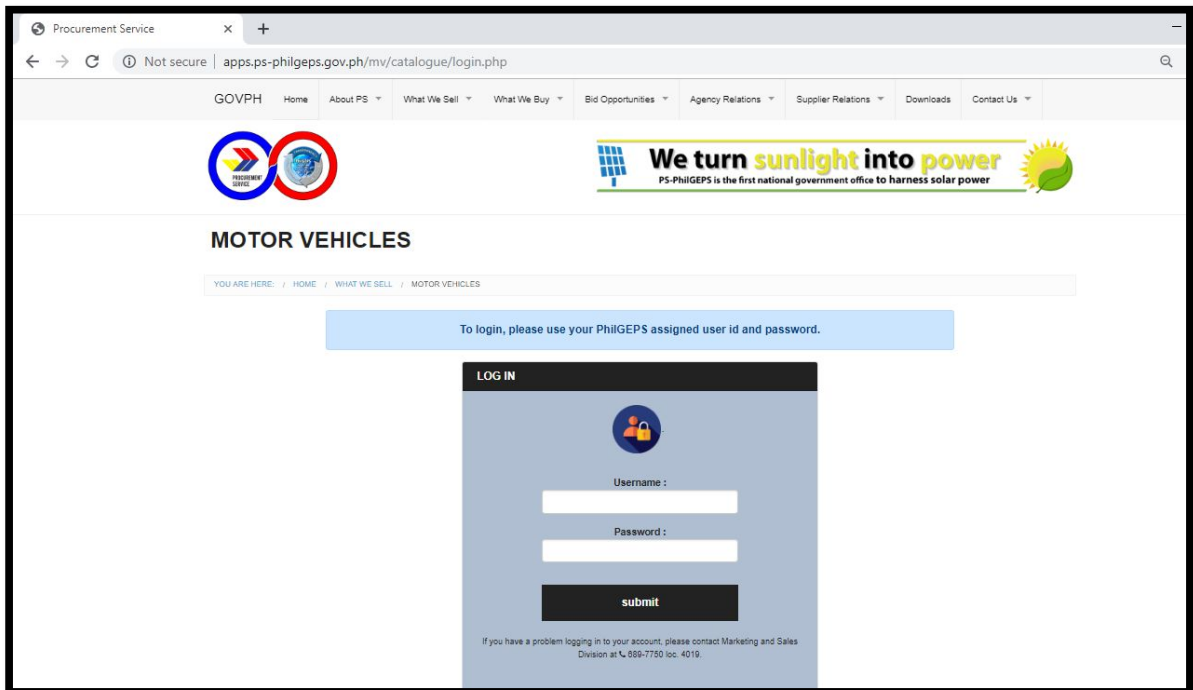 Procurement Service
Not secure | apps.ps-philgeps.gov.ph/mv/catalogue/login.php
GOVPH Home About PS What We Sell What We Buy Bid Opportunities Agency Relations Supplier Relations Downloads Contact Us
PROCUREMENT
SERVICE
We turn sunlight into power
PS-PhilGEPS is the first national government office to harness solar power
MOTOR VEHICLES
YOU ARE HERE: / HOME / WHAT WE SELL / MOTOR VEHICLES
To login, please use your PhilGEPS assigned user id and password.
LOG IN
Username :
Password :
submit
If you have a problem logging in to your account, please contact Marketing and Sales
Division at 689-7750 loc. 4019.